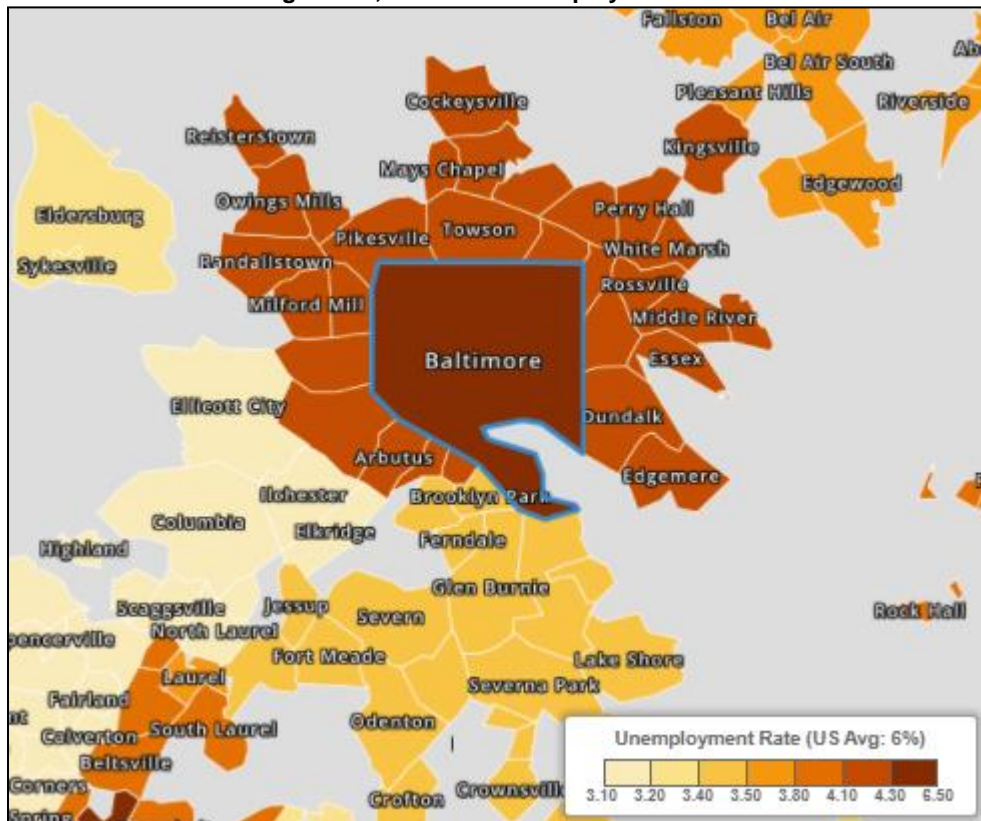 Fallston
Bel Air
Bel Air South
Pleasant Hills
Riverside
Cockeysville
Reisterstown
Kingsville
Mays Chapel
Edgewood
Owings Mills
Perry Hall
Eldersburg
Pikesville
Towson
White Marsh
Sykesville
Randallstown
Rossville
Milford Mill
Middle River
Baltimore
Essex
Ellicott City
Dundalk
Arbutus
Edgemere
Ilchester
Brooklyn Park
Columbia
Elkridge
Ferndale
Highland
Glen Burnie
Scaggsville
Jessup
Severn
Rock Hall
North Laurel
Fort Meade
Lake Shore
Laurel
Severna Park
Fairland
Odenton
South Laurel
Calverton
Beltsville
Corners
Crofton
Crownsville
Spring
Unemployment Rate (US Avg: 6%)
3.10 3.20 3.40 3.50 3.80 4.10 4.30 6.50